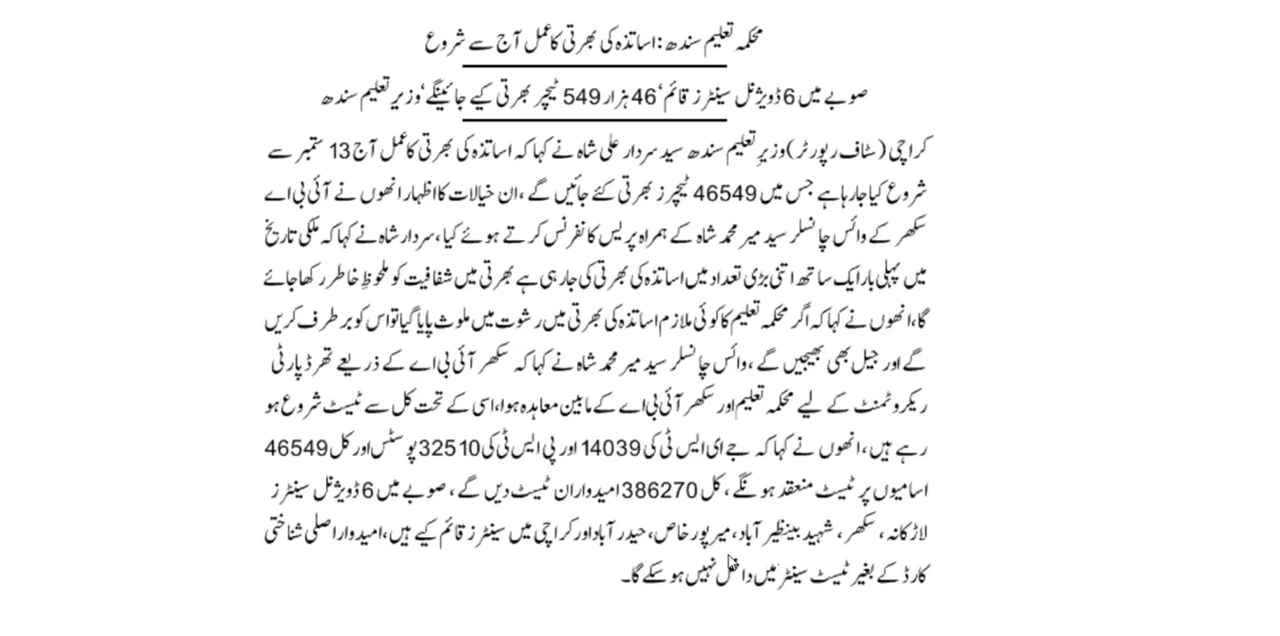 محکمہ تعلیم سندھ: اساتذہ کی بھرتی کا عمل آج سے شروع
صوبے میں 6 ڈویژنل سینٹرز قائم‘ 46 ہزار 549 ٹیچر بھرتی کیے جائینگے‘ وزیر تعلیم سندھ
کراچی (سٹاف رپورٹر) وزیرِ تعلیم سندھ سید سردار علی شاہ نے کہا کہ اساتذہ کی بھرتی کا عمل آج 13 ستمبر سے
شروع کیا جارہا ہے جس میں 46549 ٹیچرز بھرتی کئے جائیں گے ،ان خیالات کا اظہار انھوں نے آئی بی اے
سکھر کے وائس چانسلر سید میر محمد شاہ کے ہمراہ پریس کانفرنس کرتے ہوئے کیا،سردار شاہ نے کہا کہ ملکی تاریخ
میں پہلی بار ایک ساتھ اتنی بڑی تعداد میں اساتذہ کی بھرتی کی جارہی ہے بھرتی میں شفافیت کو ملحوظِ خاطر رکھا جائے
گا،انھوں نے کہا کہ اگر محکمہ تعلیم کا کوئی ملازم اساتذہ کی بھرتی میں رشوت میں ملوث پایا گیا تو اس کو برطرف کریں
گے اور جیل بھی بھیجیں گے ،وائس چانسلر سید میر محمد شاہ نے کہا کہ سکھر آئی بی اے کے ذریعے تھرڈ پارٹی
ریکروٹمنٹ کے لیے محکمہ تعلیم اور سکھر آئی بی اے کے مابین معاہدہ ہوا،اسی کے تحت کل سے ٹیسٹ شروع ہو
رہے ہیں،انھوں نے کہا کہ جے ای ایس ٹی کی 14039 اور پی ایس ٹی کی 32510 پوسٹس اور کل 46549
اسامیوں پر ٹیسٹ منعقد ہونگے ،کل 386270 امیدواران ٹیسٹ دیں گے ، صوبے میں 6 ڈویژنل سینٹرز
لاڑکانہ ، سکھر ، شہید بینظیر آباد، میرپور خاص، حیدر آباد اور کراچی میں سینٹرز قائم کیے ہیں،امیدوار اصلی شناختی
کارڈ کے بغیر ٹیسٹ سینٹر میں داخل نہیں ہو سکے گا۔